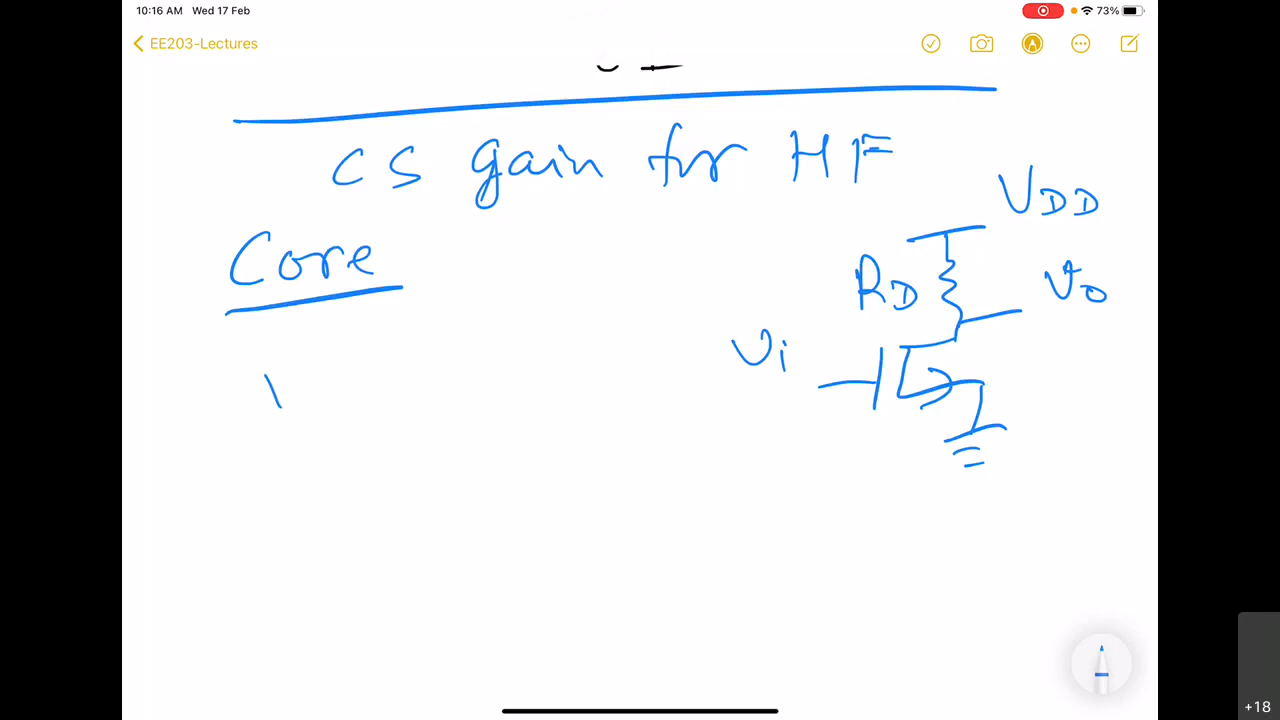 10:16 AM Wed 17 Feb
73%
EE203-Lectures
CS gain for HF
VDD
Core
RD
vo
vi
+18